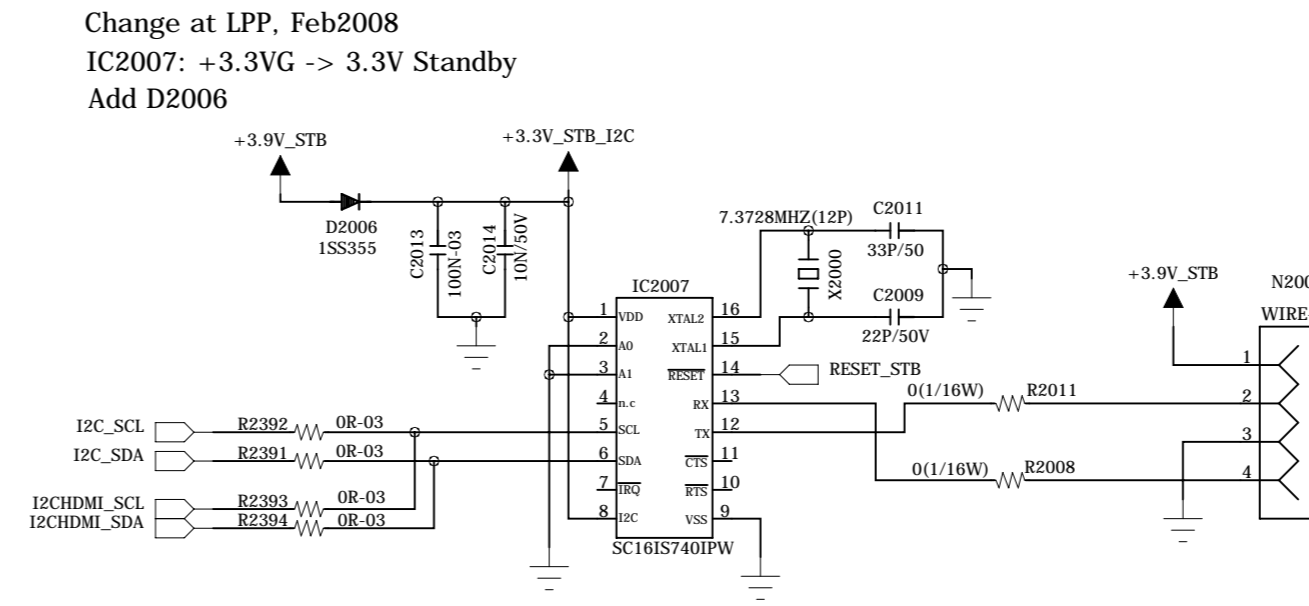 Change at LPP, Feb2008
IC2007: +3.3VG -> 3.3V Standby
Add D2006
+3.9V_STB
+3.3V_STB_I2C
D2006
1SS355
C2013
100N-03
C2014
10N/50V
7.3728MHZ(12P)
X2000
C2011
33P/50
C2009
22P/50V
IC2007
1 VDD
2 A0
3 A1
4 n.c
5 SCL
6 SDA
7 IRQ
8 I2C
XTAL2 16
XTAL1 15
RESET 14
RX 13
TX 12
CTS 11
RTS 10
VSS 9
SC16IS740IPW
RESET_STB
I2C_SCL R2392 0R-03
I2C_SDA R2391 0R-03
I2CHDMI_SCL R2393 0R-03
I2CHDMI_SDA R2394 0R-03
0(1/16W) R2011
0(1/16W) R2008
+3.9V_STB
N200
WIRE-
1
2
3
4